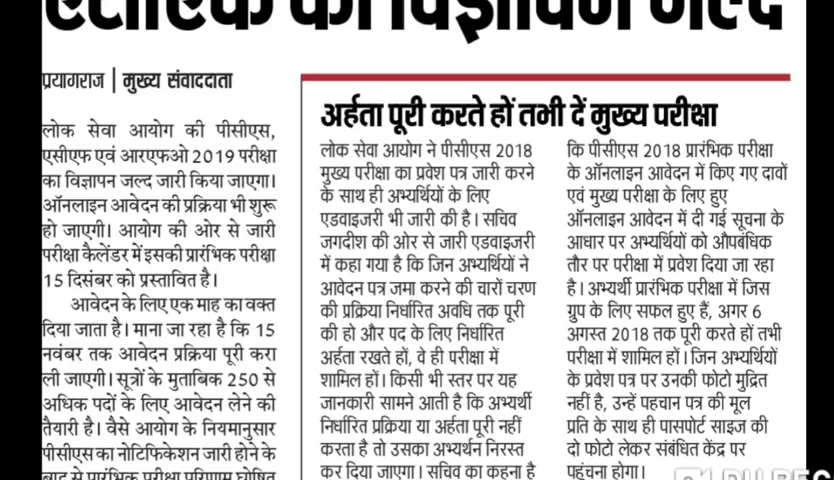 प्रयागराज | मुख्य संवाददाता
लोक सेवा आयोग की पीसीएस,
एसीएफ एवं आरएफओ 2019 परीक्षा
का विज्ञापन जल्द जारी किया जाएगा।
ऑनलाइन आवेदन की प्रक्रिया भी शुरू
हो जाएगी। आयोग की ओर से जारी
परीक्षा कैलेंडर में इसकी प्रारंभिक परीक्षा
15 दिसंबर को प्रस्तावित है।
आवेदन के लिए एक माह का वक्त
दिया जाता है। माना जा रहा है कि 15
नवंबर तक आवेदन प्रक्रिया पूरी करा
ली जाएगी। सूत्रों के मुताबिक 250 से
अधिक पदों के लिए आवेदन लेने की
तैयारी है। वैसे आयोग के नियमानुसार
पीसीएस का नोटिफिकेशन जारी होने के
अर्हता पूरी करते हों तभी दें मुख्य परीक्षा
लोक सेवा आयोग ने पीसीएस 2018
मुख्य परीक्षा का प्रवेश पत्र जारी करने
के साथ ही अभ्यर्थियों के लिए
एडवाइजरी भी जारी की है। सचिव
जगदीश की ओर से जारी एडवाइजरी
में कहा गया है कि जिन अभ्यर्थियों ने
आवेदन पत्र जमा करने की चारों चरण
की प्रक्रिया निर्धारित अवधि तक पूरी
की हो और पद के लिए निर्धारित
अर्हता रखते हों, वे ही परीक्षा में
शामिल हों। किसी भी स्तर पर यह
जानकारी सामने आती है कि अभ्यर्थी
निर्धारित प्रक्रिया या अर्हता पूरी नहीं
करता है तो उसका अभ्यर्थन निरस्त
कर दिया जाएगा। सचिव का कहना है
कि पीसीएस 2018 प्रारंभिक परीक्षा
के ऑनलाइन आवेदन में किए गए दावों
एवं मुख्य परीक्षा के लिए हुए
ऑनलाइन आवेदन में दी गई सूचना के
आधार पर अभ्यर्थियों को औपबंधिक
तौर पर परीक्षा में प्रवेश दिया जा रहा
है। अभ्यर्थी प्रारंभिक परीक्षा में जिस
ग्रुप के लिए सफल हुए हैं, अगर 6
अगस्त 2018 तक पूरी करते हों तभी
परीक्षा में शामिल हों। जिन अभ्यर्थियों
के प्रवेश पत्र पर उनकी फोटो मुद्रित
नहीं है, उन्हें पहचान पत्र की मूल
प्रति के साथ ही पासपोर्ट साइज की
दो फोटो लेकर संबंधित केंद्र पर
पहुंचना होगा।